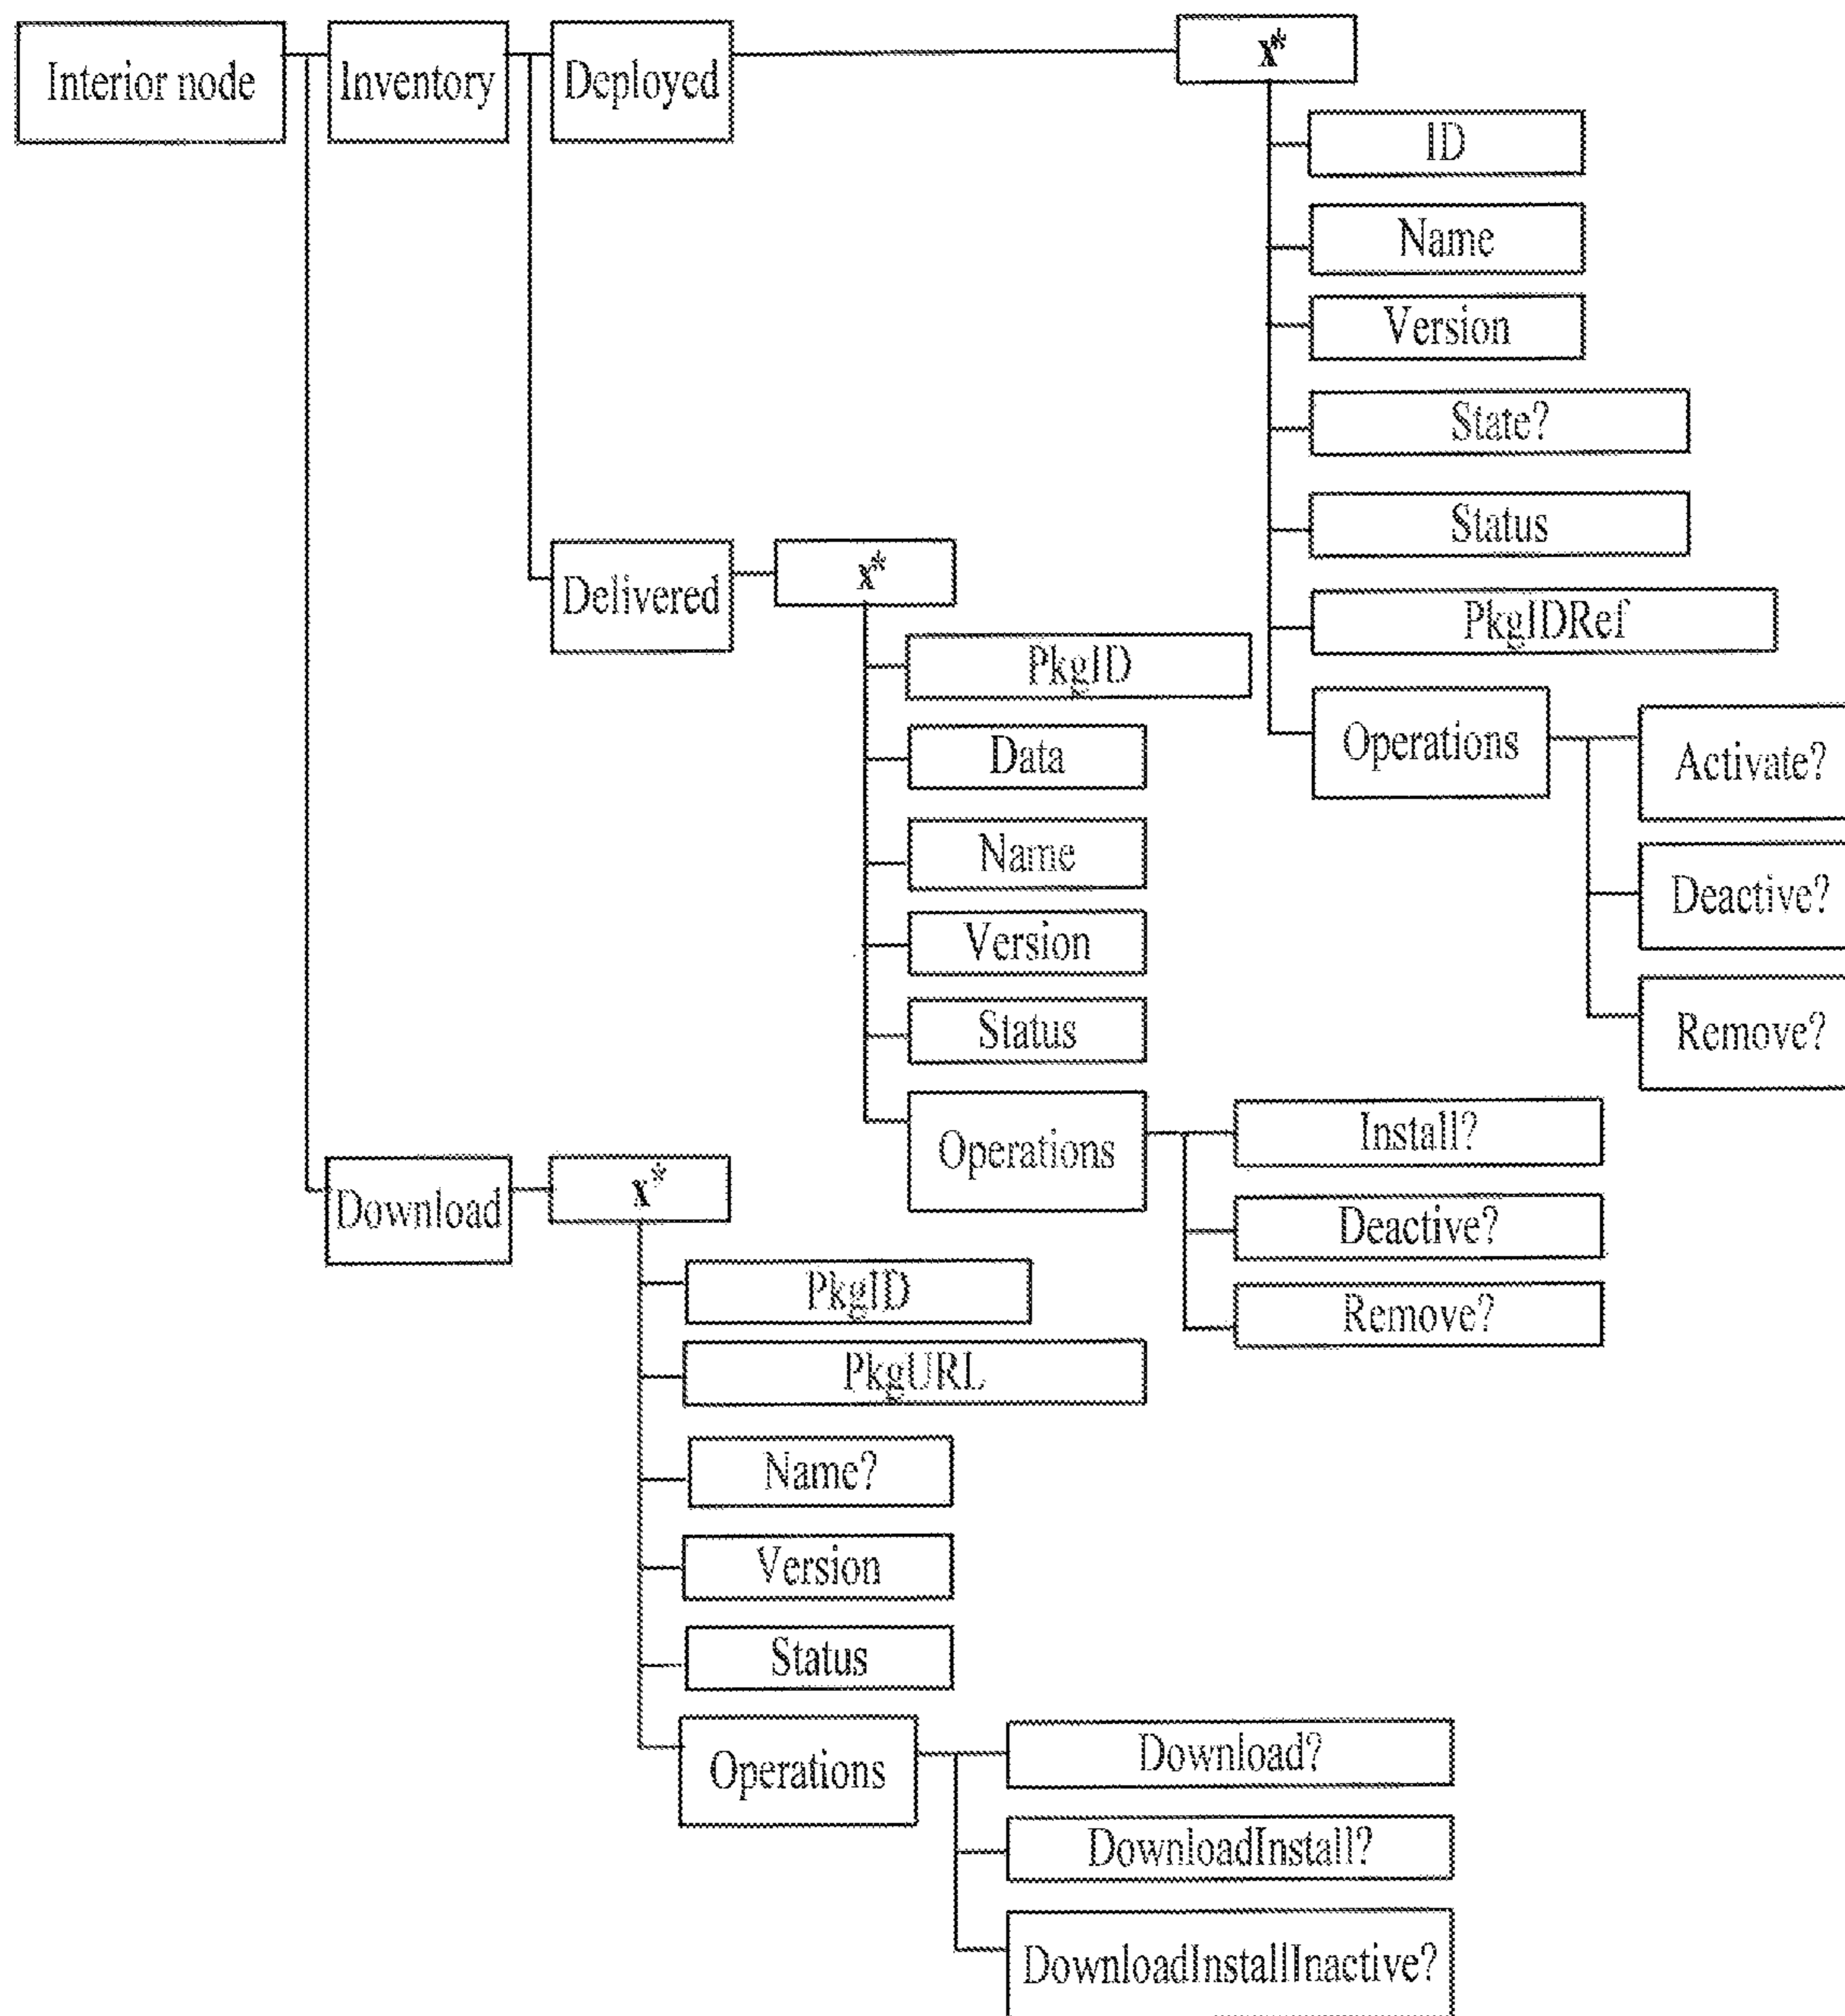 Interior node
Inventory
Deployed
x*
ID
Name
Version
State?
Status
PkgIDRef
Operations
Activate?
Deactive?
Remove?
Delivered
x*
PkgID
Data
Name
Version
Status
Operations
Install?
Deactive?
Remove?
Download
x*
PkgID
PkgURL
Name?
Version
Status
Operations
Download?
DownloadInstall?
DownloadInstallInactive?